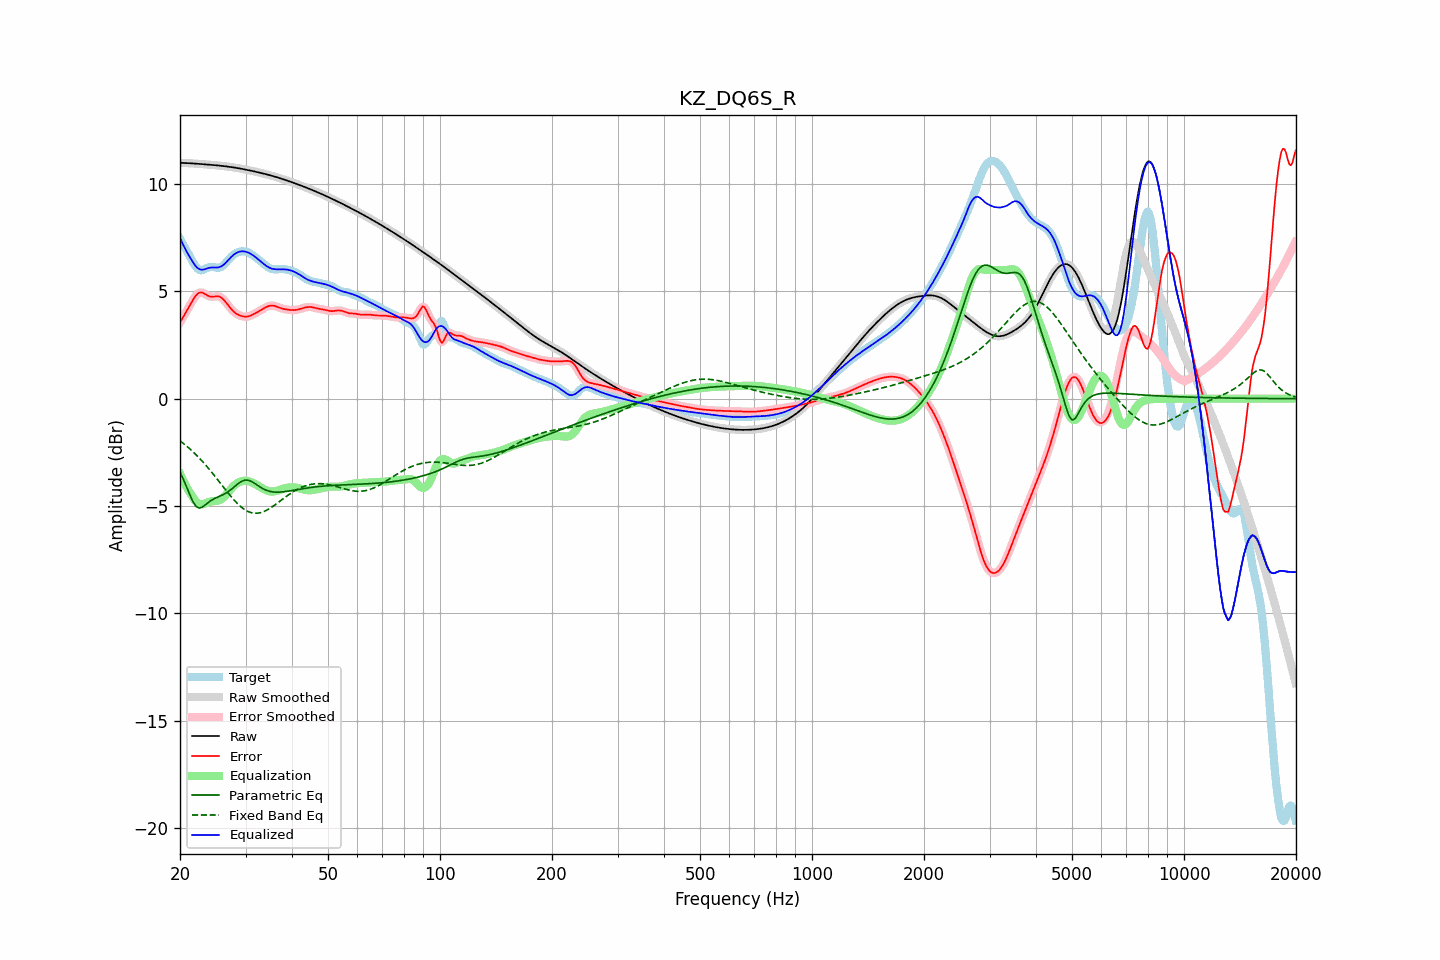 KZ_DQ6S_R
Amplitude (dBr)
10
5
0
−5
−10
−15
−20
Target
Raw Smoothed
Error Smoothed
Raw
Error
Equalization
Parametric Eq
Fixed Band Eq
Equalized
20 50 100 200 500 1000 2000 5000 10000 20000
Frequency (Hz)